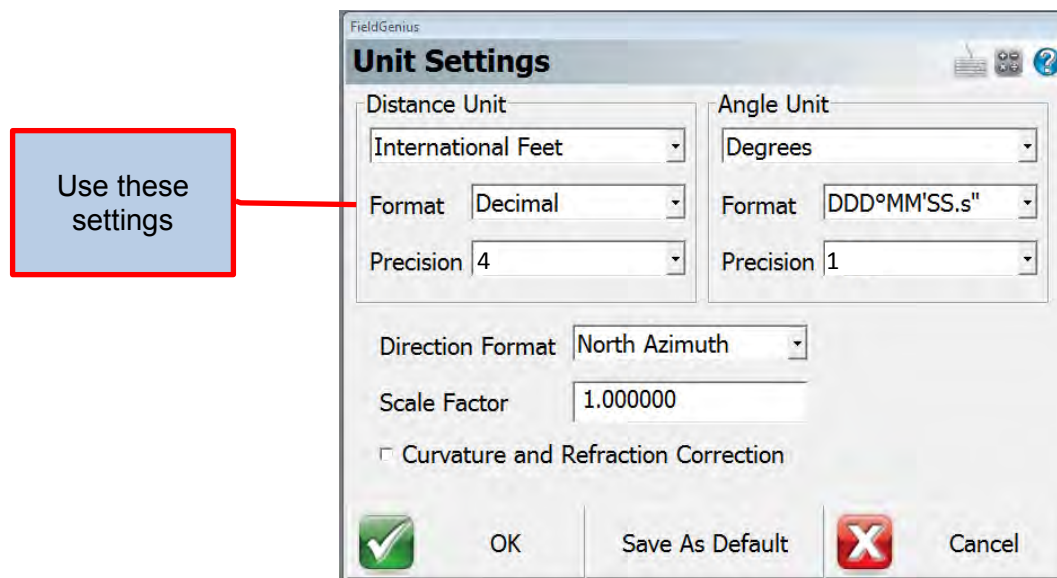 FieldGenius
Unit Settings
Use these
settings
Distance Unit
International Feet
Format Decimal
Precision 4
Angle Unit
Degrees
Format DDD°MM'SS.s"
Precision 1
Direction Format North Azimuth
Scale Factor 1.000000
Curvature and Refraction Correction
OK Save As Default Cancel